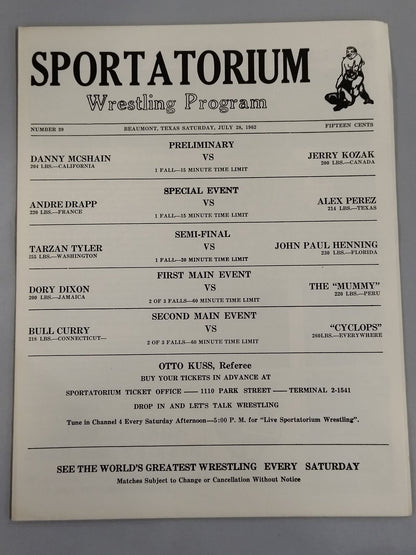 SPORTATORIUM
Wrestling Program
NUMBER 29 BEAUMONT, TEXAS SATURDAY, JULY 28, 1962 FIFTEEN CENTS
PRELIMINARY
DANNY MCSHAIN VS JERRY KOZAK
204 LBS.—CALIFORNIA 200 LBS.—CANADA
1 FALL—15 MINUTE TIME LIMIT
SPECIAL EVENT
ANDRE DRAPP VS ALEX PEREZ
220 LBS.—FRANCE 214 LBS.—TEXAS
1 FALL—15 MINUTE TIME LIMIT
SEMI-FINAL
TARZAN TYLER VS JOHN PAUL HENNING
255 LBS.—WASHINGTON 230 LBS.—FLORIDA
1 FALL—30 MINUTE TIME LIMIT
FIRST MAIN EVENT
DORY DIXON VS THE "MUMMY"
200 LBS.—JAMAICA 220 LBS.—PERU
2 OF 3 FALLS—60 MINUTE TIME LIMIT
SECOND MAIN EVENT
BULL CURRY VS "CYCLOPS"
218 LBS.—CONNECTICUT— 260LBS.—EVERYWHERE
2 OF 3 FALLS—60 MINUTE TIME LIMIT
OTTO KUSS, Referee
BUY YOUR TICKETS IN ADVANCE AT
SPORTATORIUM TICKET OFFICE —— 1110 PARK STREET —— TERMINAL 2-1541
DROP IN AND LET'S TALK WRESTLING
Tune in Channel 4 Every Saturday Afternoon—5:00 P. M. for "Live Sportatorium Wrestling".
SEE THE WORLD'S GREATEST WRESTLING EVERY SATURDAY
Matches Subject to Change or Cancellation Without Notice